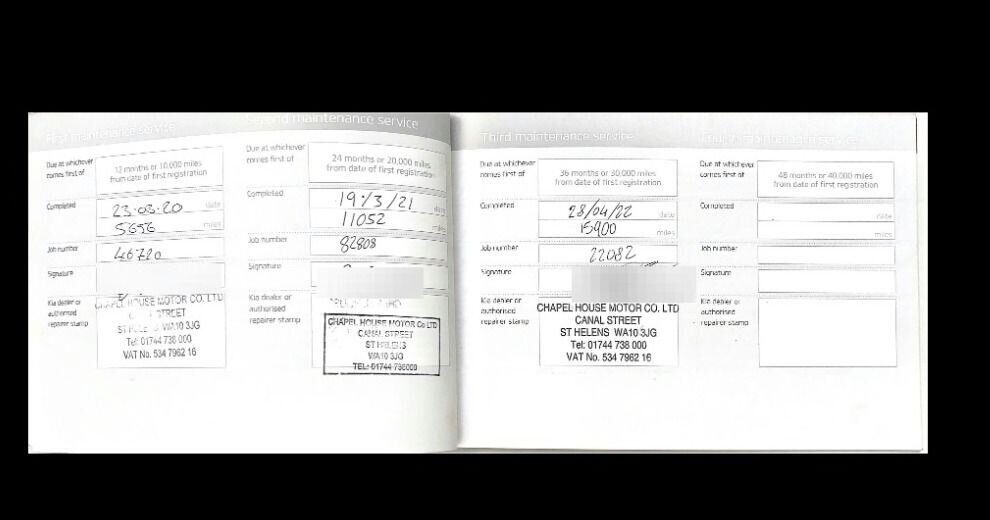 First maintenance service
Due at whichever comes first of
12 months or 10,000 miles
from date of first registration
Completed
23.03.20 date
5656 miles
Job number
46720
Signature
Kia dealer or
authorised
repairer stamp
CHAPEL HOUSE MOTOR CO. LTD
STREET
ST HELENS WA10 3JG
Tel: 01744 738 000
VAT No. 534 7962 16
Second maintenance service
Due at whichever
comes first of
24 months or 20,000 miles
from date of first registration
Completed
19/3/21
11052 miles
Job number
82808
Signature
Kia dealer or
authorised
repairer stamp
CHAPEL HOUSE MOTOR Co LTD
CANAL STREET
ST HELENS
WA10 3JG
TEL: 01744 738000
Third maintenance service
Due at whichever
comes first of
36 months or 30,000 miles
from date of first registration
Completed
28/04/22 date
15900 miles
Job number
22082
Signature
Kia dealer or
authorised
repairer stamp
CHAPEL HOUSE MOTOR CO. LTD
CANAL STREET
ST HELENS WA10 3JG
Tel: 01744 738 000
VAT No. 534 7962 16
Fourth maintenance service
Due at whichever
comes first of
48 months or 40,000 miles
from date of first registration
Completed
date
miles
Job number
Signature
Kia dealer or
authorised
repairer stamp